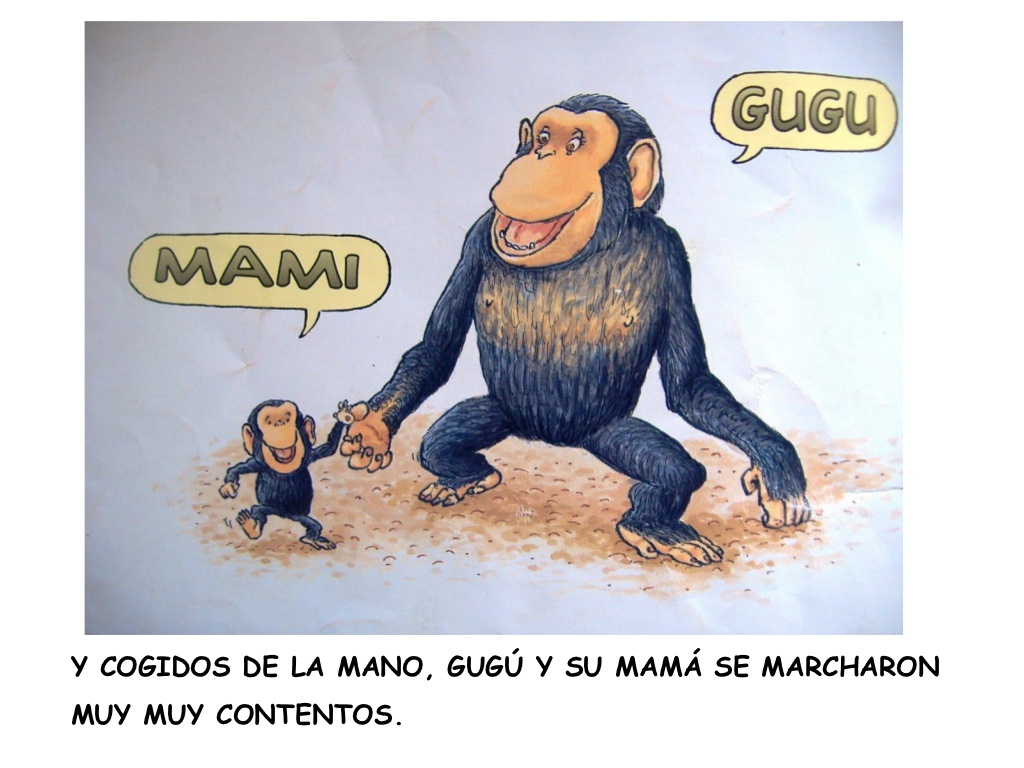 GUGU
MAMI
Y COGIDOS DE LA MANO, GUGÚ Y SU MAMÁ SE MARCHARON
MUY MUY CONTENTOS.